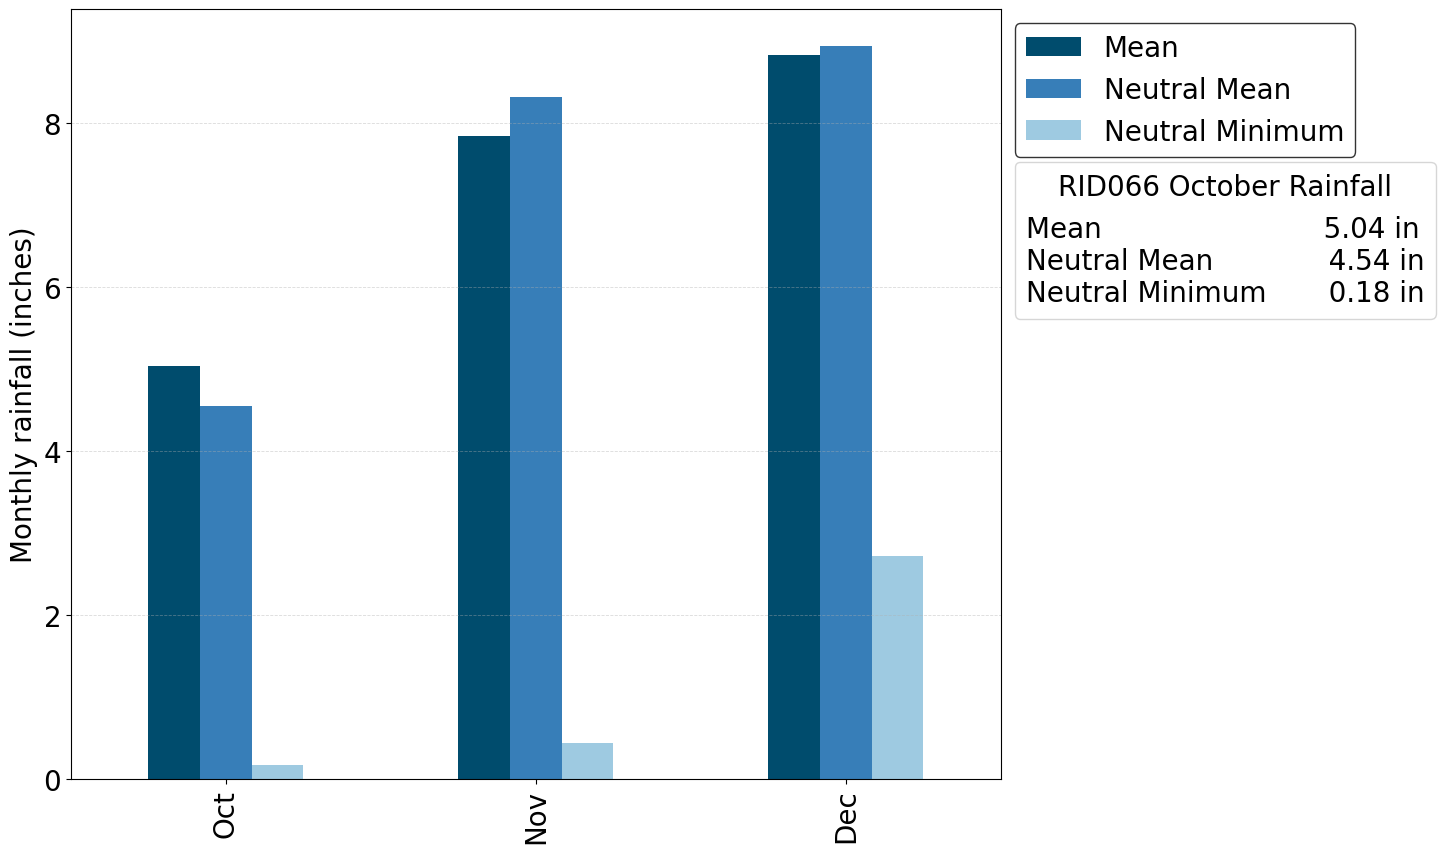 Mean
Neutral Mean
Neutral Minimum
RID066 October Rainfall
Mean 5.04 in
Neutral Mean 4.54 in
Neutral Minimum 0.18 in
Monthly rainfall (inches)
8
6
4
2
0
Oct Nov Dec